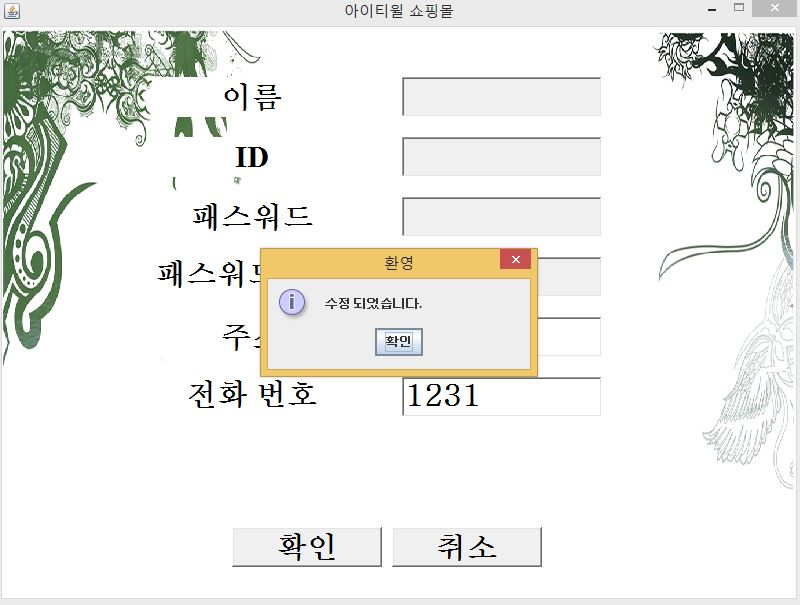 아이티윌 쇼핑몰
이름
ID
패스워드
패스워드
환영
수정 되었습니다.
확인
전화 번호
1231
확인
취소